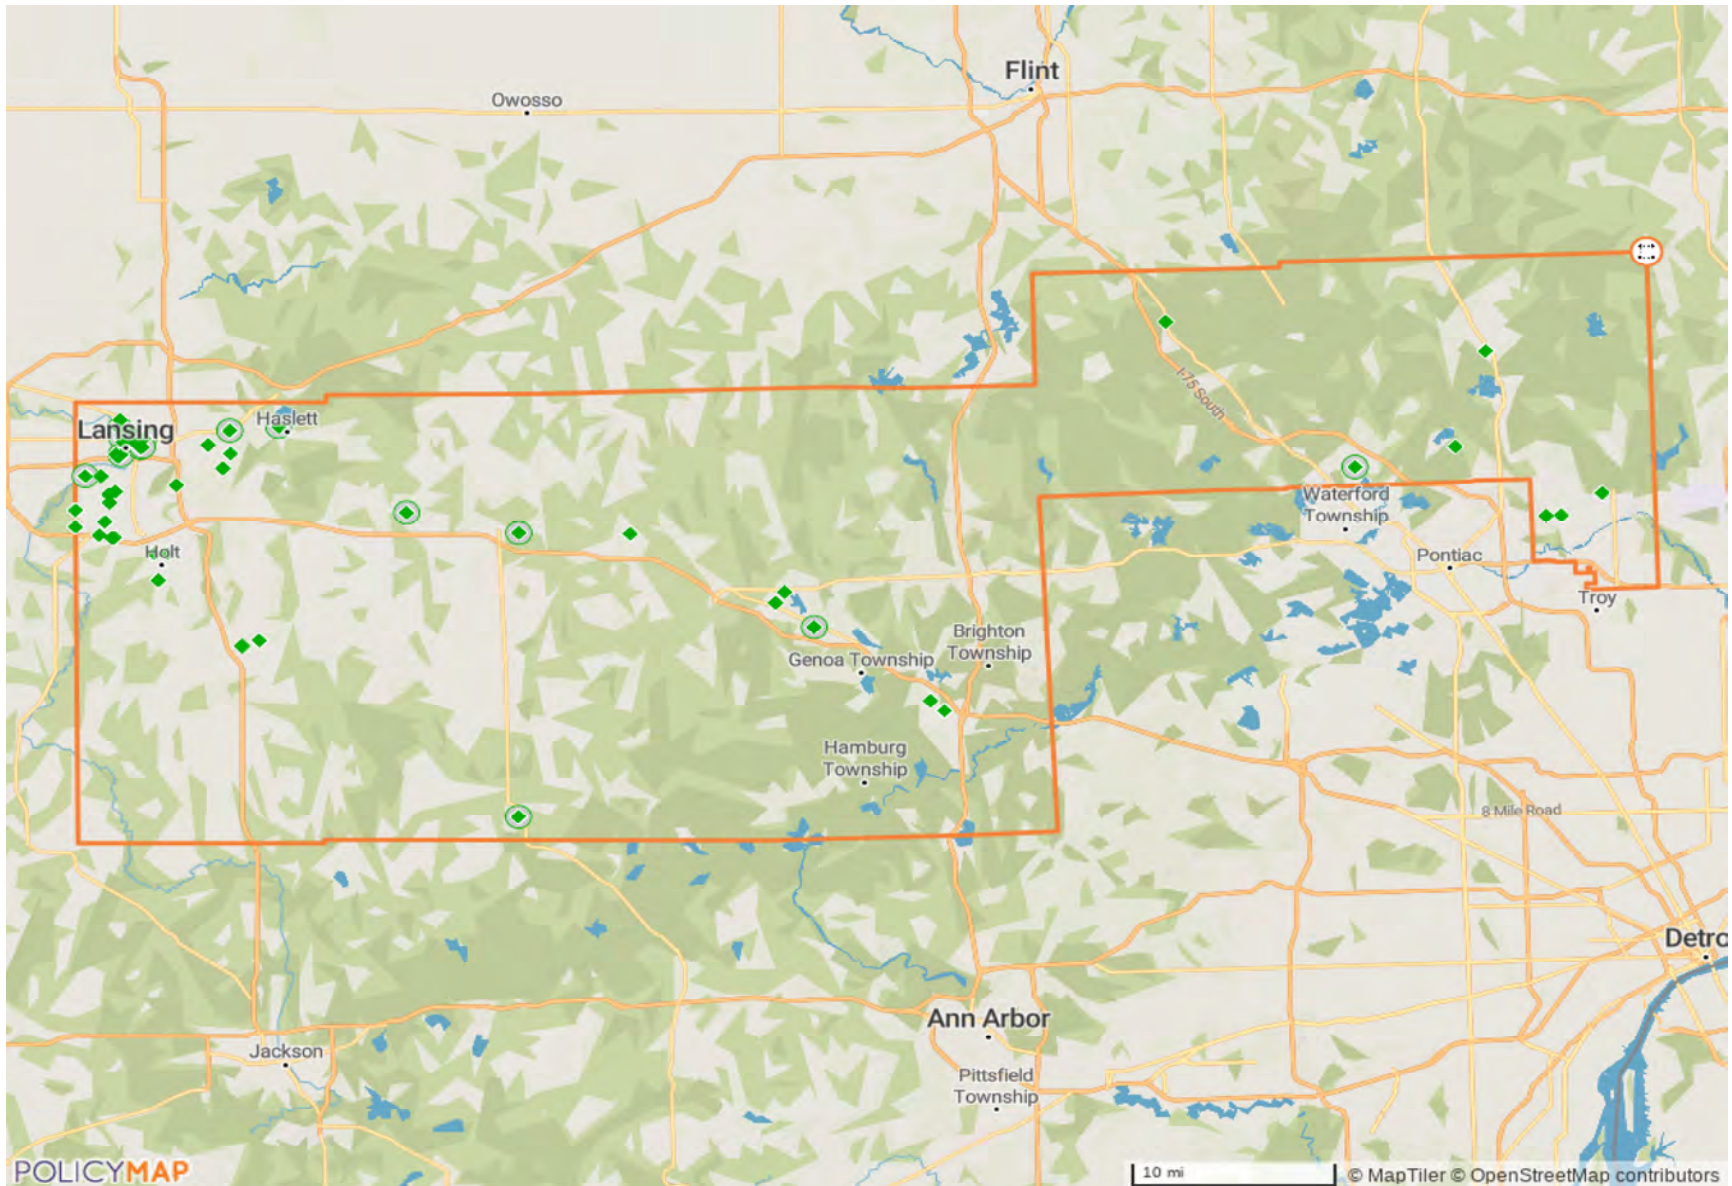 Flint
Owosso
I-75 South
Haslett
Lansing
Waterford
Township
Holt
Pontiac
Troy
Brighton
Township
Genoa Township
Hamburg
Township
8 Mile Road
Detro
Ann Arbor
Jackson
Pittsfield
Township
POLICYMAP
10 mi
© MapTiler © OpenStreetMap contributors